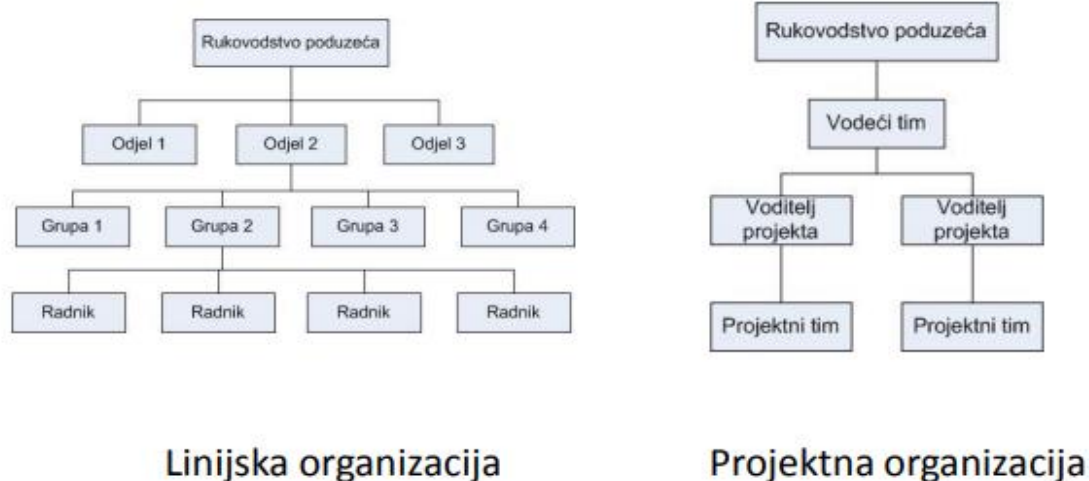 Rukovodstvo poduzeća
Odjel 1
Odjel 2
Odjel 3
Grupa 1
Grupa 2
Grupa 3
Grupa 4
Radnik
Radnik
Radnik
Radnik
Linijska organizacija
Rukovodstvo poduzeća
Vodeći tim
Voditelj
projekta
Voditelj
projekta
Projektni tim
Projektni tim
Projektna organizacija